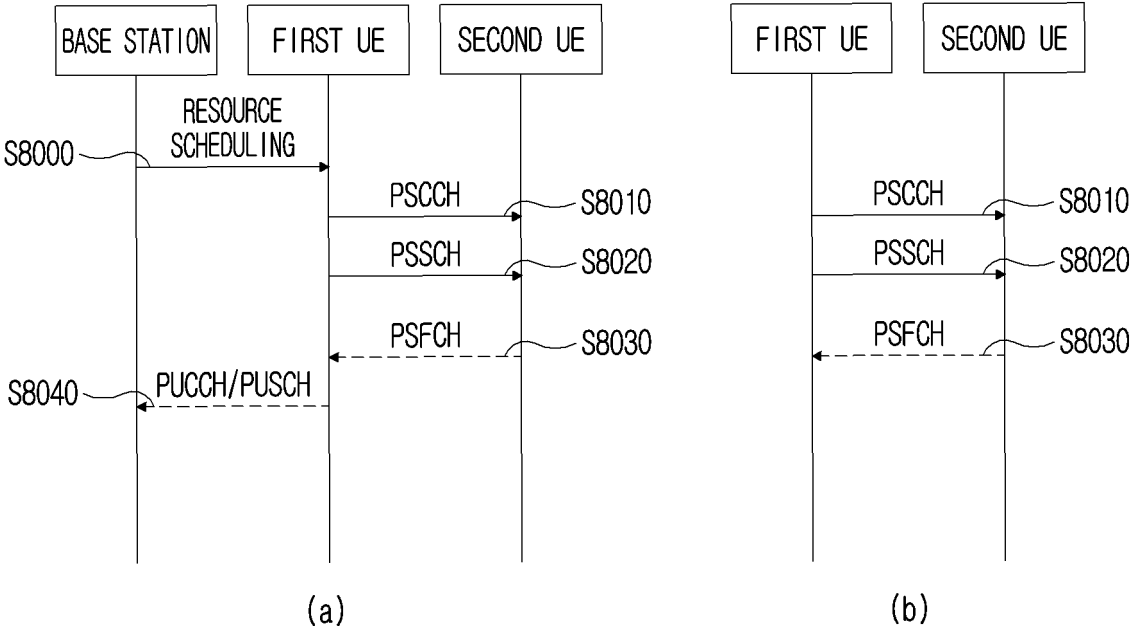 BASE STATION
FIRST UE
SECOND UE
RESOURCE
SCHEDULING
S8000
PSCCH
S8010
PSSCH
S8020
PSFCH
S8030
PUCCH/PUSCH
S8040
(a)
FIRST UE
SECOND UE
PSCCH
S8010
PSSCH
S8020
PSFCH
S8030
(b)